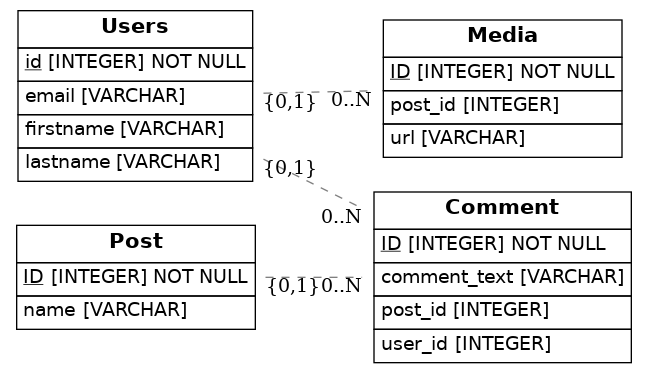 Users
id [INTEGER] NOT NULL
email [VARCHAR]
firstname [VARCHAR]
lastname [VARCHAR]
Media
ID [INTEGER] NOT NULL
post_id [INTEGER]
url [VARCHAR]
{0,1}
0..N
{0,1}
0..N
Post
ID [INTEGER] NOT NULL
name [VARCHAR]
{0,1}
0..N
Comment
ID [INTEGER] NOT NULL
comment_text [VARCHAR]
post_id [INTEGER]
user_id [INTEGER]